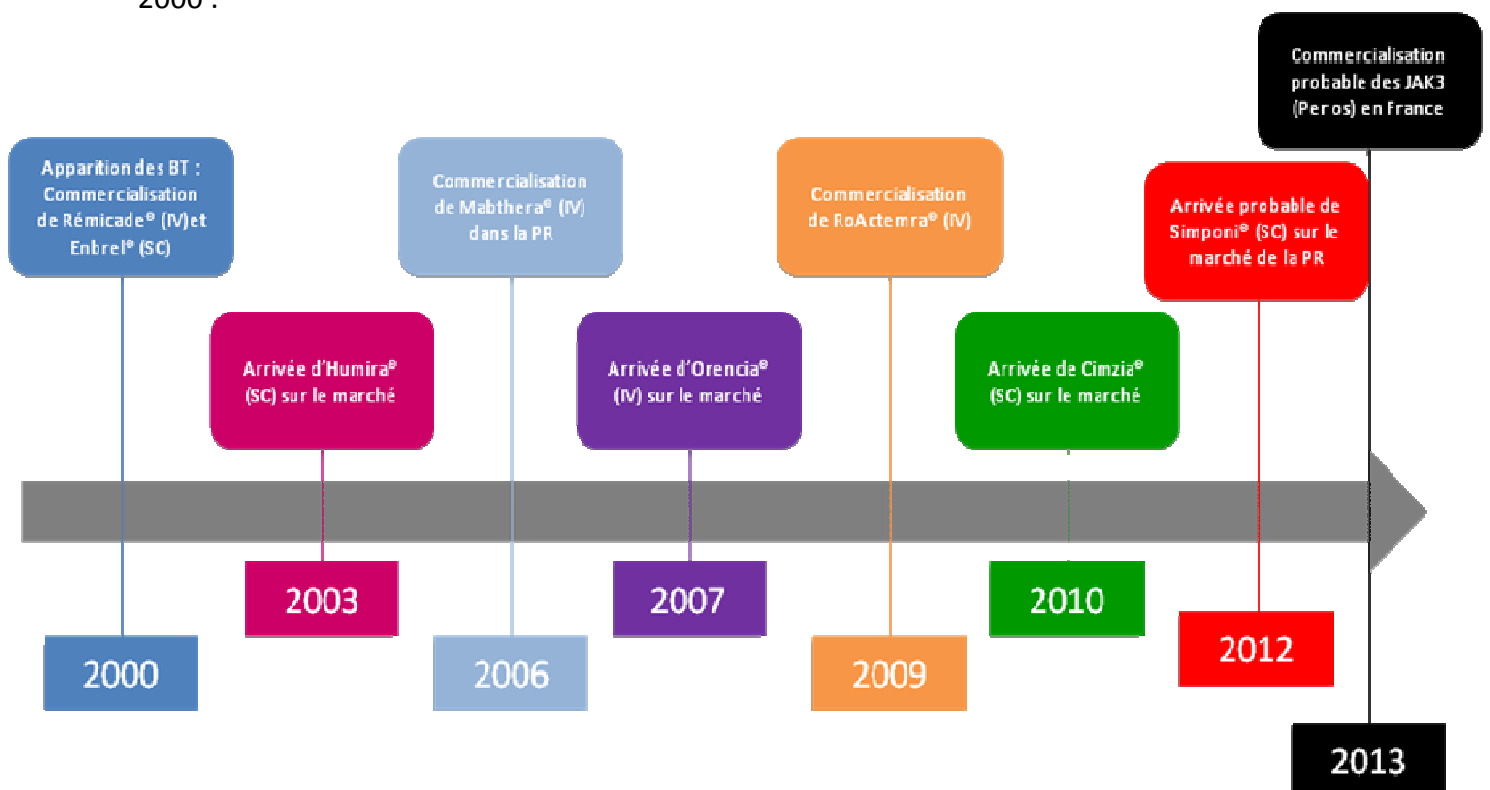 2000 :
Commercialisation
probable des JAK3
(Peros) en France
Apparition des BT :
Commercialisation
de Rémicade® (IV)et
Enbrel® (SC)
Commercialisation
de Mabthera® (IV)
dans la PR
Commercialisation
de RoActemra® (IV)
Arrivée probable de
Simponi® (SC) sur le
marché de la PR
Arrivée d'Humira®
(SC) sur le marché
Arrivée d'Orencia®
(IV) sur le marché
Arrivée de Cimzia®
(SC) sur le marché
2000
2003
2006
2007
2009
2010
2012
2013